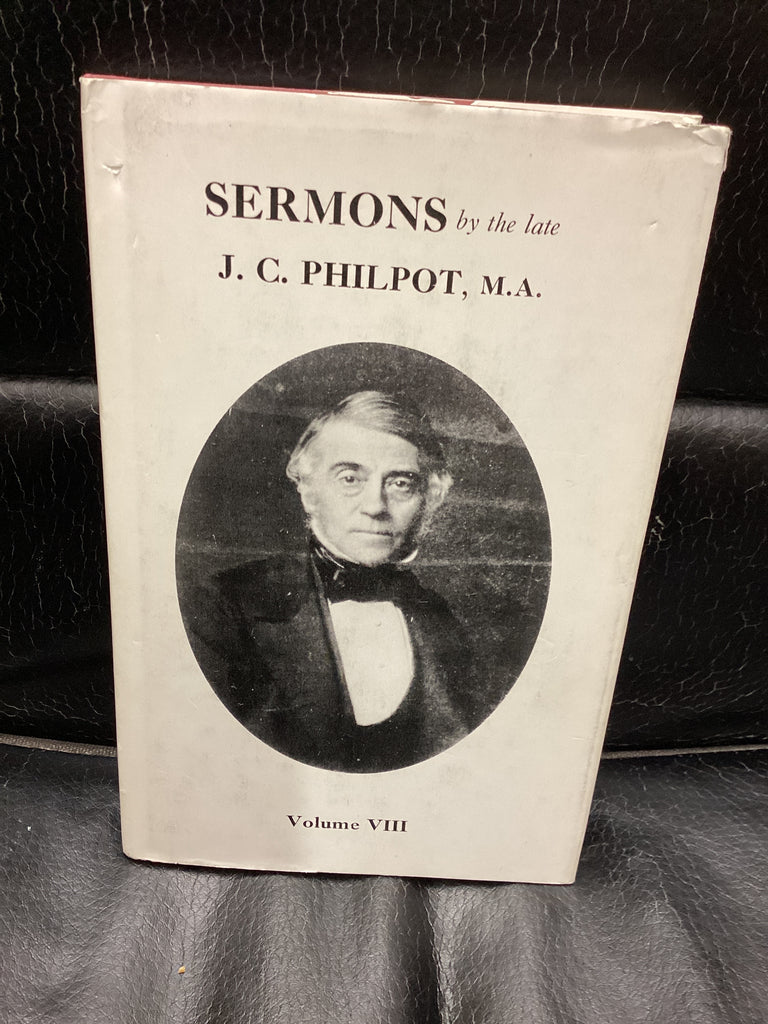 SERMONS by the late
J. C. PHILPOT, M.A.
Volume VIII